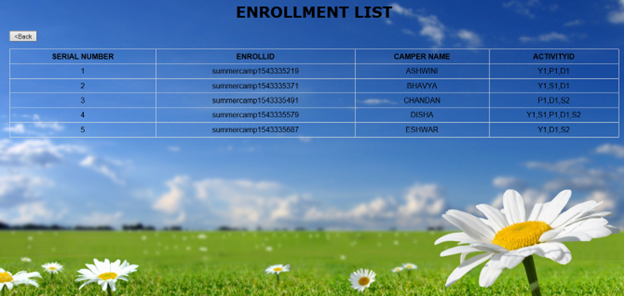 ENROLLMENT LIST
<Back
SERIAL NUMBER ENROLLID CAMPER NAME ACTIVITYID
1 summercamp1543335219 ASHWINI Y1,P1,D1
2 summercamp1543335371 BHAVYA Y1,S1,D1
3 summercamp1543335491 CHANDAN P1,D1,S2
4 summercamp1543335579 DISHA Y1,S1,P1,D1,S2
5 summercamp1543335687 ESHWAR Y1,D1,S2